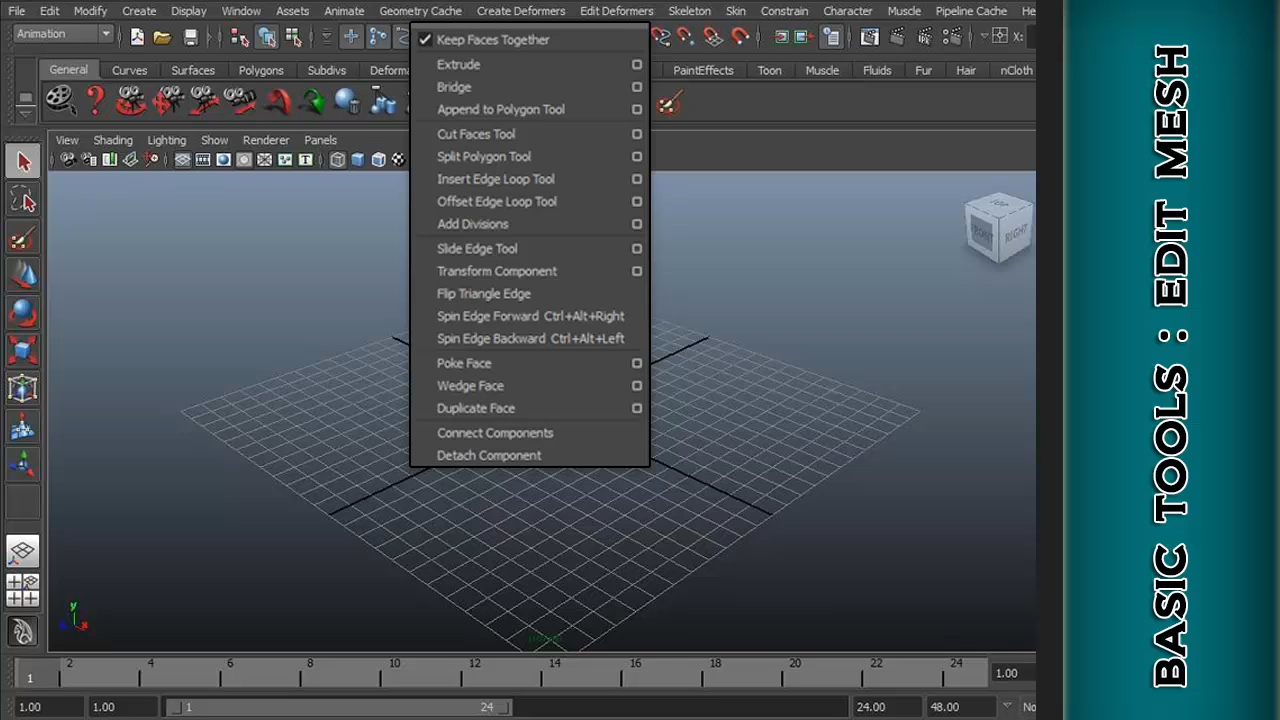 File Edit Modify Create Display Window Assets Animate Geometry Cache Create Deformers Edit Deformers Skeleton Skin Constrain Character Muscle Pipeline Cache He
Animation X:
General Curves Surfaces Polygons Subdivs Deforma PaintEffects Toon Muscle Fluids Fur Hair nCloth
View Shading Lighting Show Renderer Panels
Keep Faces Together
Extrude
Bridge
Append to Polygon Tool
Cut Faces Tool
Split Polygon Tool
Insert Edge Loop Tool
Offset Edge Loop Tool
Add Divisions
Slide Edge Tool
Transform Component
Flip Triangle Edge
Spin Edge Forward Ctrl+Alt+Right
Spin Edge Backward Ctrl+Alt+Left
Poke Face
Wedge Face
Duplicate Face
Connect Components
Detach Component
TOP
FRONT RIGHT
y
x
2 4 6 8 10 12 14 16 18 20 22 24
1 1.00
1.00 1.00 1 24 24.00 48.00 No
BASIC TOOLS : EDIT MESH